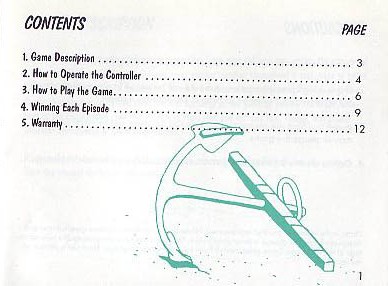 CONTENTS PAGE
1. Game Description ........................................ 3
2. How to Operate the Controller ........................... 4
3. How to Play the Game..................................... 6
4. Winning Each Episode .................................... 9
5. Warranty ................................................ 12
1